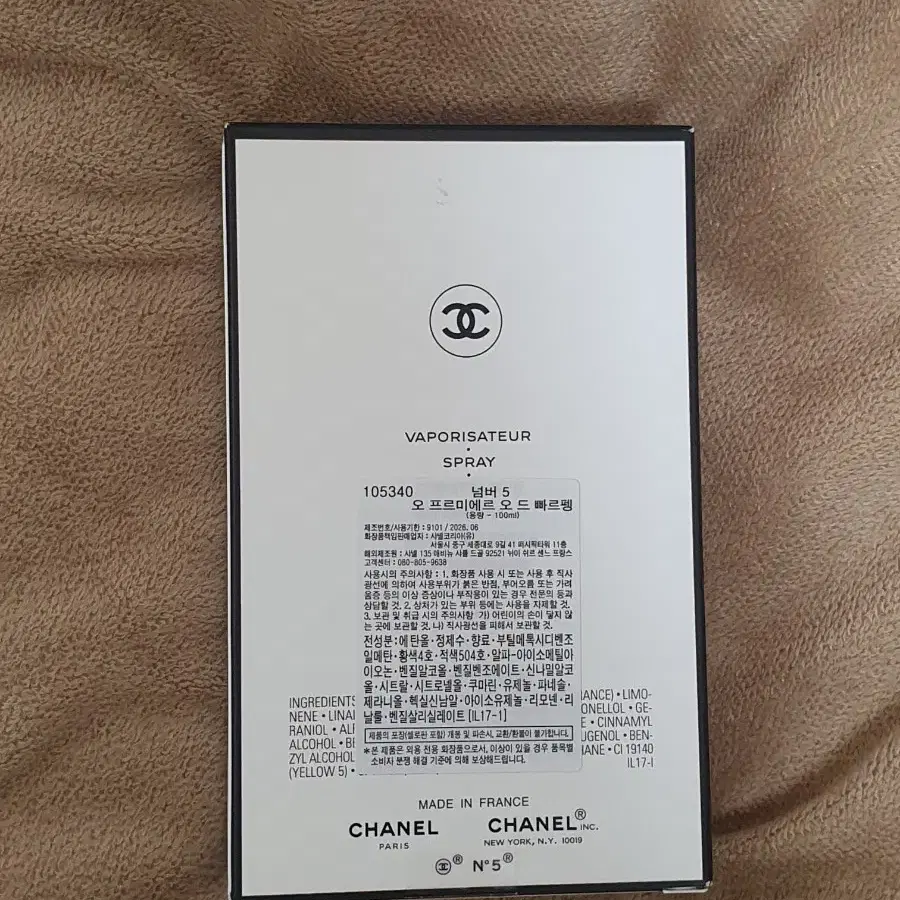 VAPORISATEUR
SPRAY
105340 넘버 5
오 프르미에르 오 드 빠르펭
(용량 - 100ml)
제조번호/사용기한 : 9101 / 2026. 06
화장품책임판매업자 : 샤넬코리아(유)
서울시 중구 세종대로 9길 41 퍼시픽타워 11층
해외제조원 : 샤넬 135 애비뉴 샤를 드골 92521 뉘이 쉬르 센느 프랑스
고객센터 : 080-805-9638
사용시의 주의사항 : 1. 화장품 사용 시 또는 사용 후 직사
광선에 의하여 사용부위가 붉은 반점, 부어오름 또는 가려
움증 등의 이상 증상이나 부작용이 있는 경우 전문의 등과
상담할 것. 2. 상처가 있는 부위 등에는 사용을 자제할 것.
3. 보관 및 취급 시의 주의사항 가) 어린이의 손이 닿지 않
는 곳에 보관할 것. 나) 직사광선을 피해서 보관할 것.
전성분:에탄올·정제수·향료·부틸메톡시디벤조
일메탄·황색4호·적색504호·알파-아이소메틸아
이오논·벤질알코올·벤질벤조에이트·신나밀알코
올·시트랄·시트로넬올·쿠마린·유제놀·파네솔·
제라니올·헥실신남알·아이소유제놀·리모넨·리
날룰·벤질살리실레이트 [IL17-1]
제품의 포장(셀로판 포함) 개봉 및 파손시, 교환/환불이 불가합니다.
*본 제품은 외용 전용 화장품으로서, 이상이 있을 경우 품목별
소비자 분쟁 해결 기준에 의해 보상해드립니다.
INGREDIENTS RANCE) • LIMO-
NENE • LINA ONELLOL • GE-
RANIOL • AL E • CINNAMYL
ALCOHOL • BE UGENOL • BEN-
ZYL ALCOHOL ANE • CI 19140
(YELLOW 5) • IL17-I
MADE IN FRANCE
CHANEL CHANEL® INC.
PARIS NEW YORK, N.Y. 10019
® N°5®